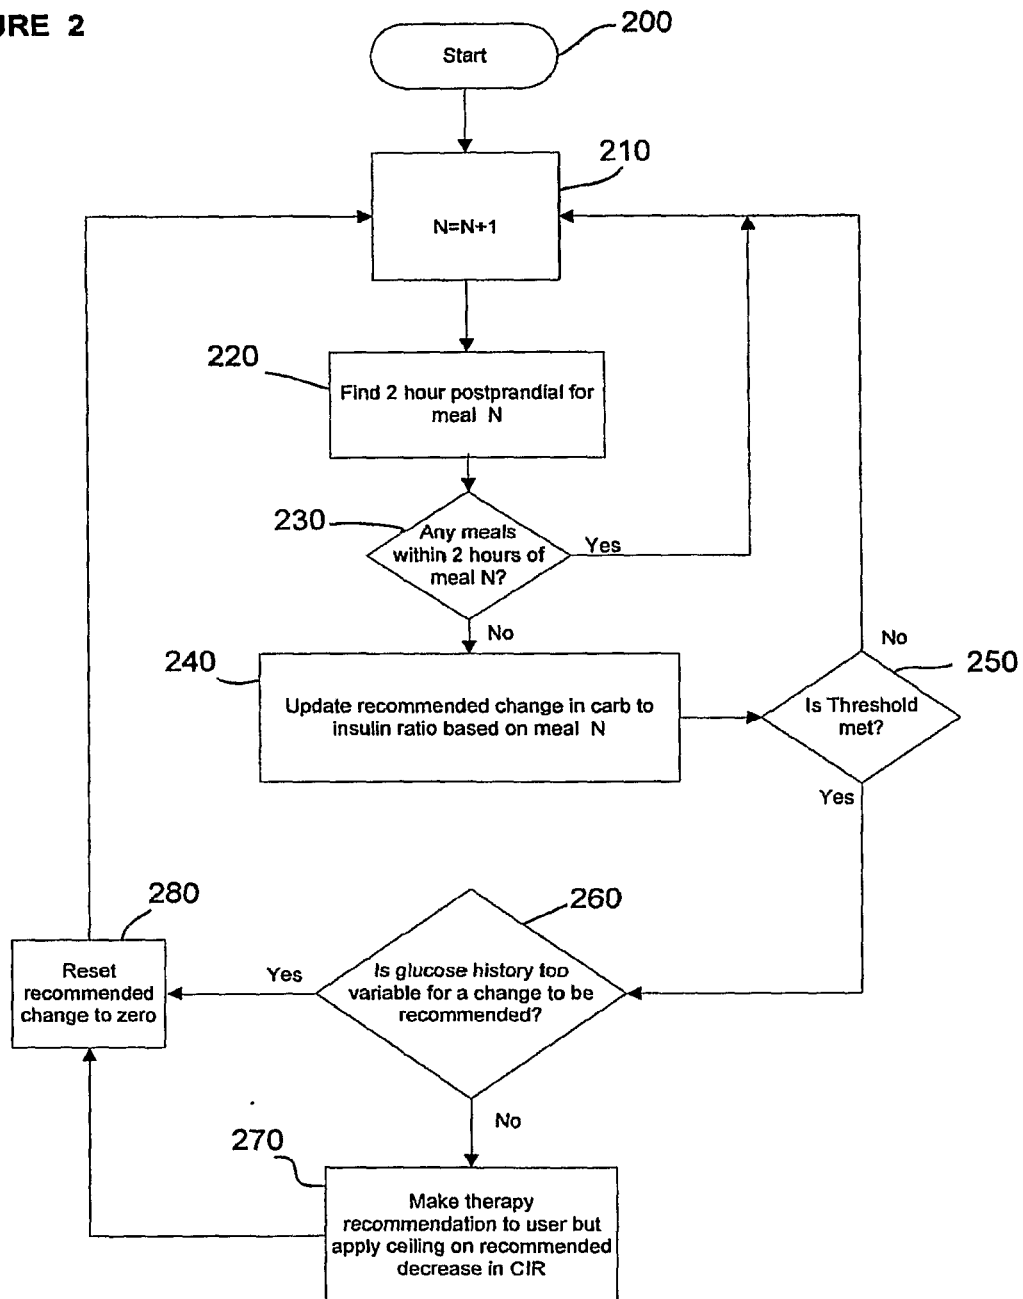 URE 2
200
Start
210
N=N+1
220
Find 2 hour postprandial for
meal N
230
Any meals
within 2 hours of
meal N?
Yes
No
240
Update recommended change in carb to
insulin ratio based on meal N
No
250
Is Threshold
met?
Yes
280
Reset
recommended
change to zero
Yes
260
Is glucose history too
variable for a change to be
recommended?
No
270
Make therapy
recommendation to user but
apply ceiling on recommended
decrease in CIR